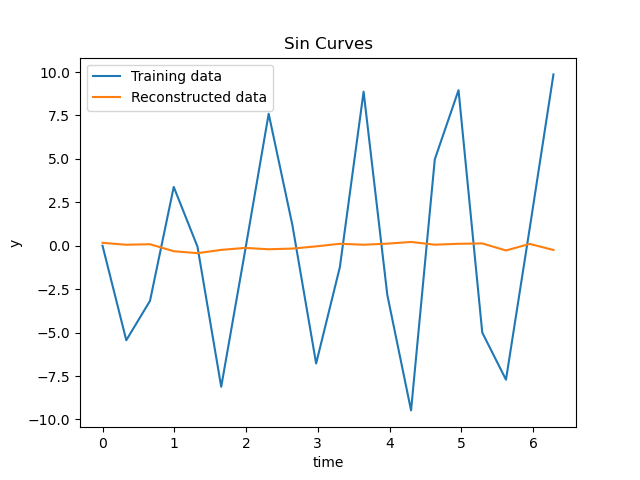 Sin Curves
Training data
Reconstructed data
10.0
7.5
5.0
2.5
0.0
−2.5
−5.0
−7.5
−10.0
y
0 1 2 3 4 5 6
time